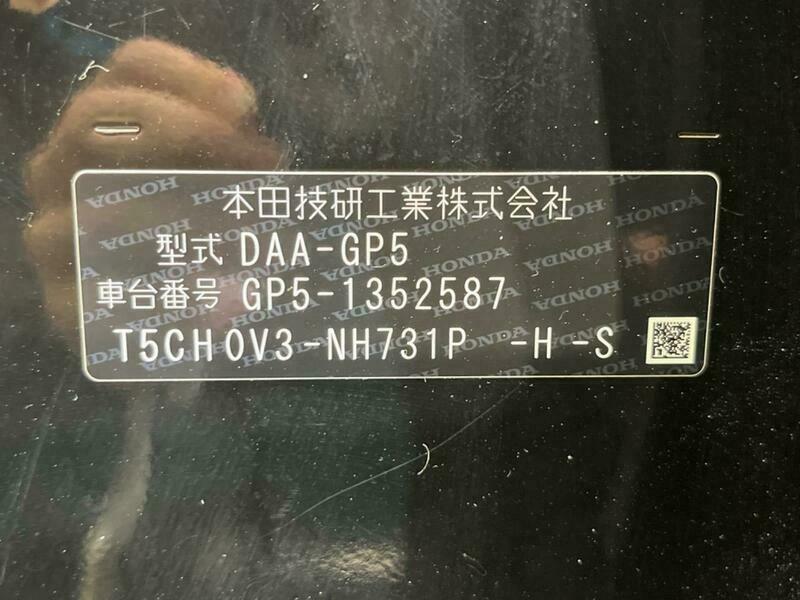 本田技研工業株式会社
型式 DAA-GP5
車台番号 GP5-1352587
T5CH0V3-NH731P -H-S
HONDA